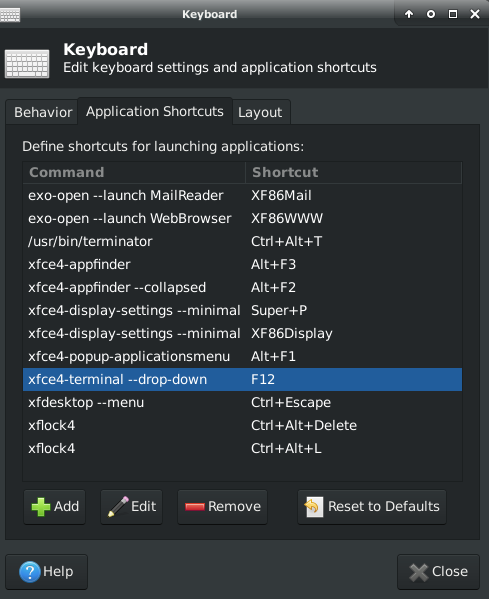 Keyboard
Keyboard
Edit keyboard settings and application shortcuts
Behavior Application Shortcuts Layout
Define shortcuts for launching applications:
Command Shortcut
exo-open --launch MailReader XF86Mail
exo-open --launch WebBrowser XF86WWW
/usr/bin/terminator Ctrl+Alt+T
xfce4-appfinder Alt+F3
xfce4-appfinder --collapsed Alt+F2
xfce4-display-settings --minimal Super+P
xfce4-display-settings --minimal XF86Display
xfce4-popup-applicationsmenu Alt+F1
xfce4-terminal --drop-down F12
xfdesktop --menu Ctrl+Escape
xflock4 Ctrl+Alt+Delete
xflock4 Ctrl+Alt+L
Add Edit Remove Reset to Defaults
Help Close